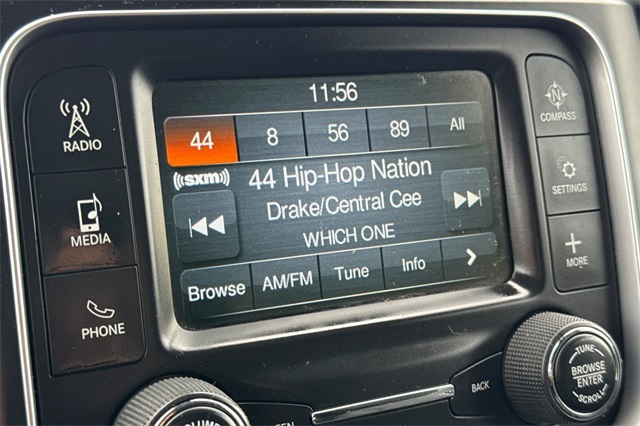 11:56
44 8 56 89 All
((sxm))
44 Hip-Hop Nation
Drake/Central Cee
WHICH ONE
Browse AM/FM Tune Info >
RADIO
MEDIA
PHONE
N
COMPASS
SETTINGS
+
MORE
BACK
TUNE
BROWSE
ENTER
SCROLL